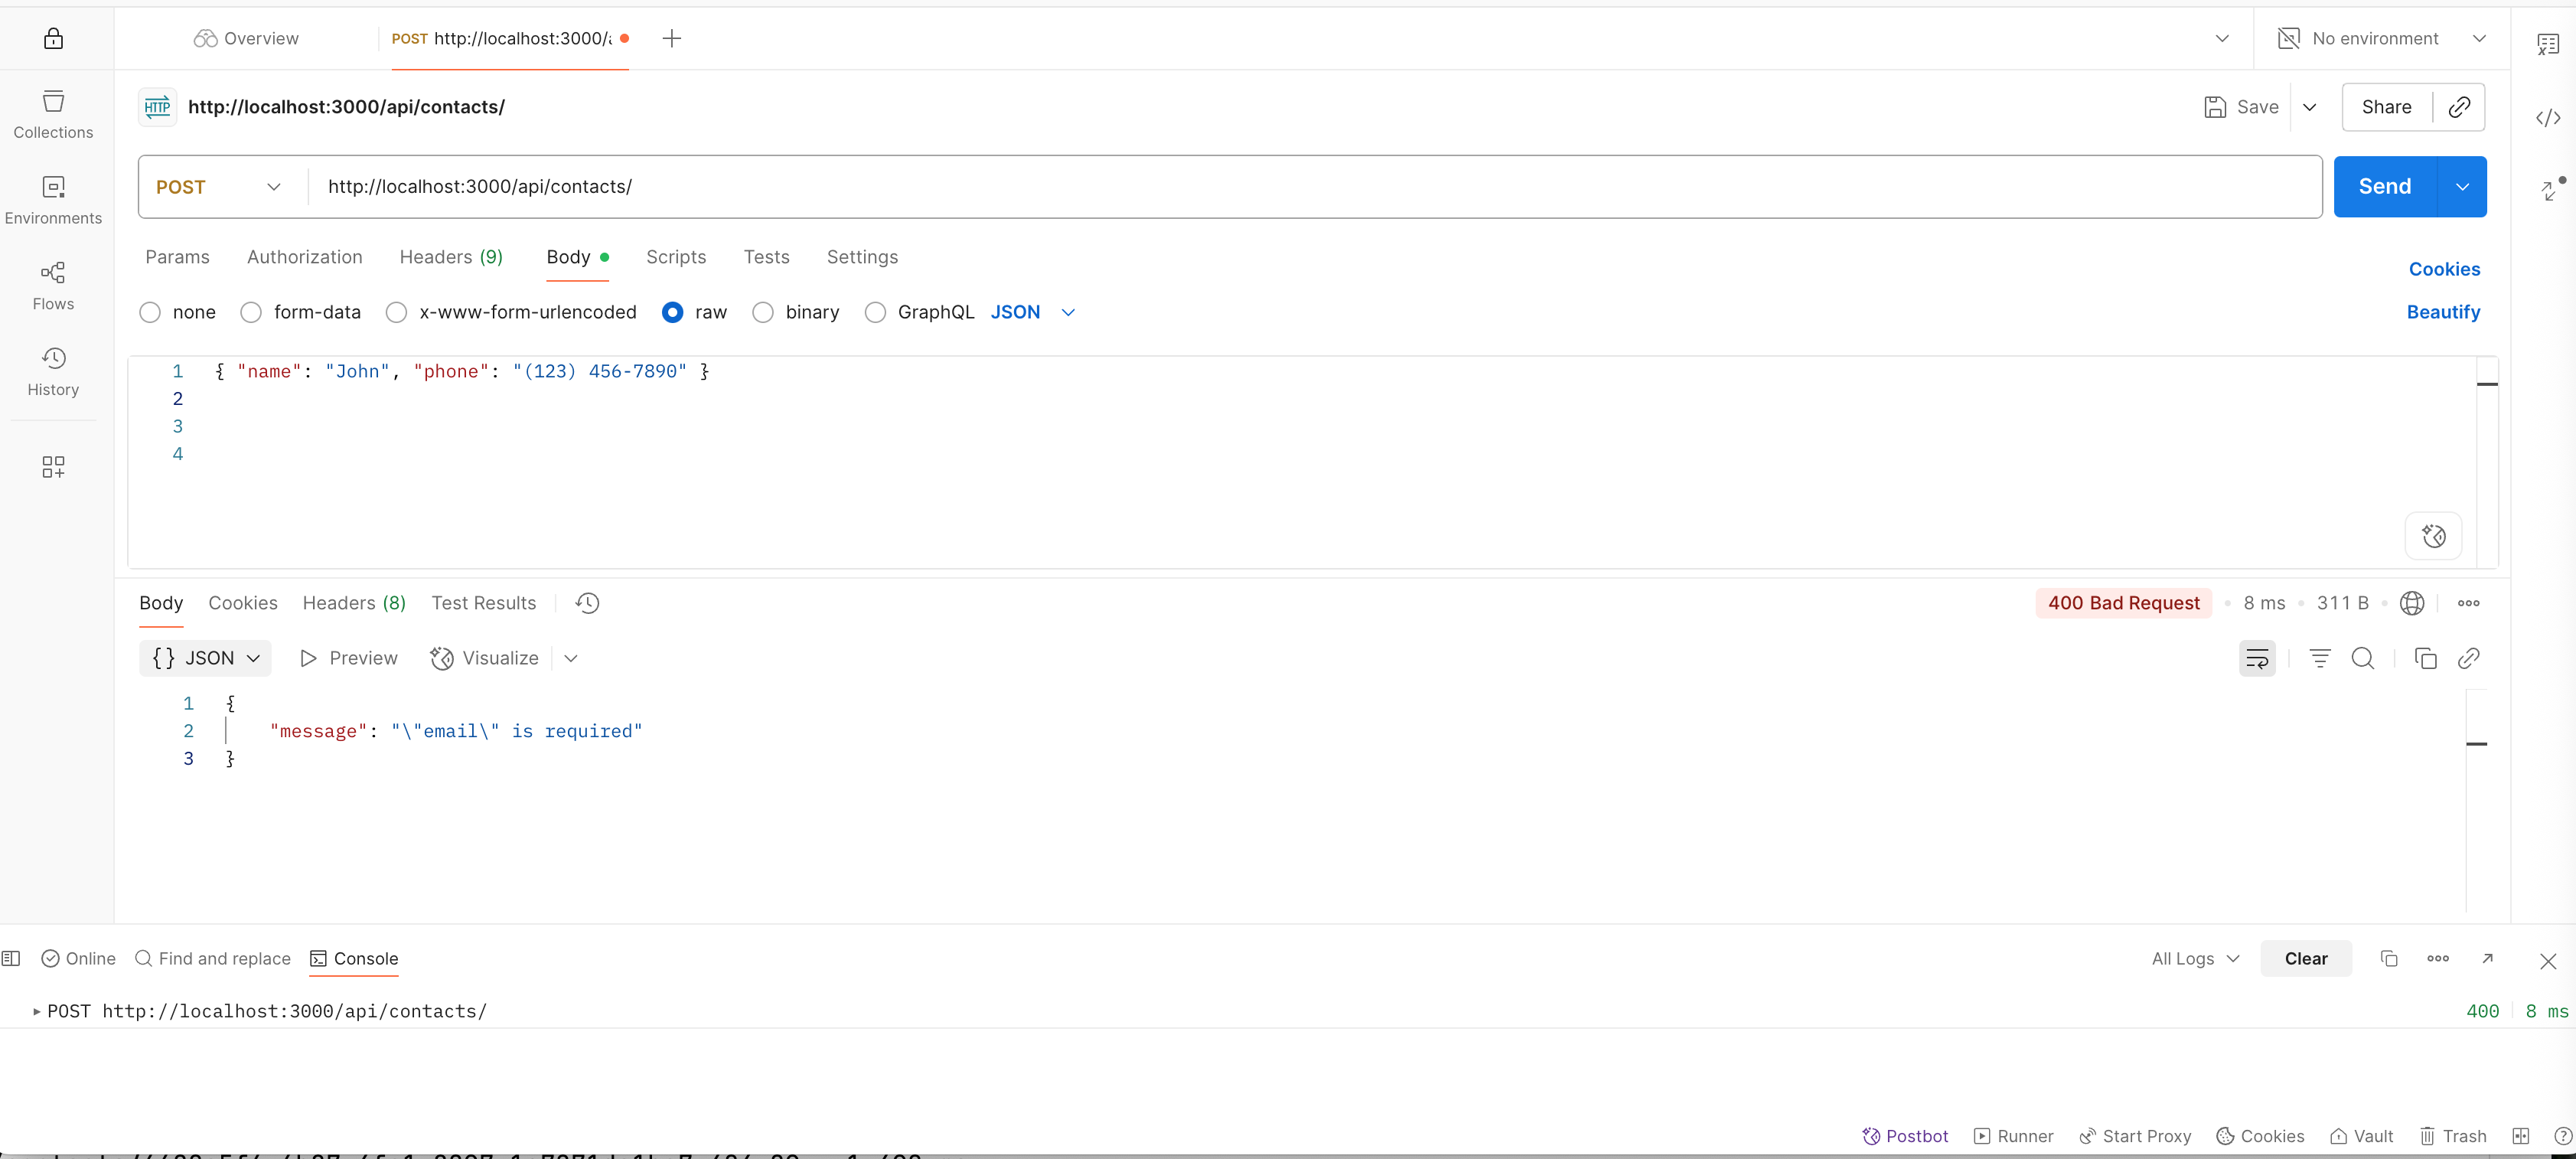 Overview
POST http://localhost:3000/a
No environment
HTTP http://localhost:3000/api/contacts/
Save
Share
Collections
Environments
Flows
History
POST http://localhost:3000/api/contacts/
Send
Params Authorization Headers (9) Body Scripts Tests Settings
Cookies
none form-data x-www-form-urlencoded raw binary GraphQL JSON
Beautify
1 { "name": "John", "phone": "(123) 456-7890" }
2
3
4
Body Cookies Headers (8) Test Results
400 Bad Request • 8 ms • 311 B
{} JSON Preview Visualize
1 {
2 "message": "\"email\" is required"
3 }
Online Find and replace Console
All Logs Clear
POST http://localhost:3000/api/contacts/ 400 8 ms
Postbot Runner Start Proxy Cookies Vault Trash